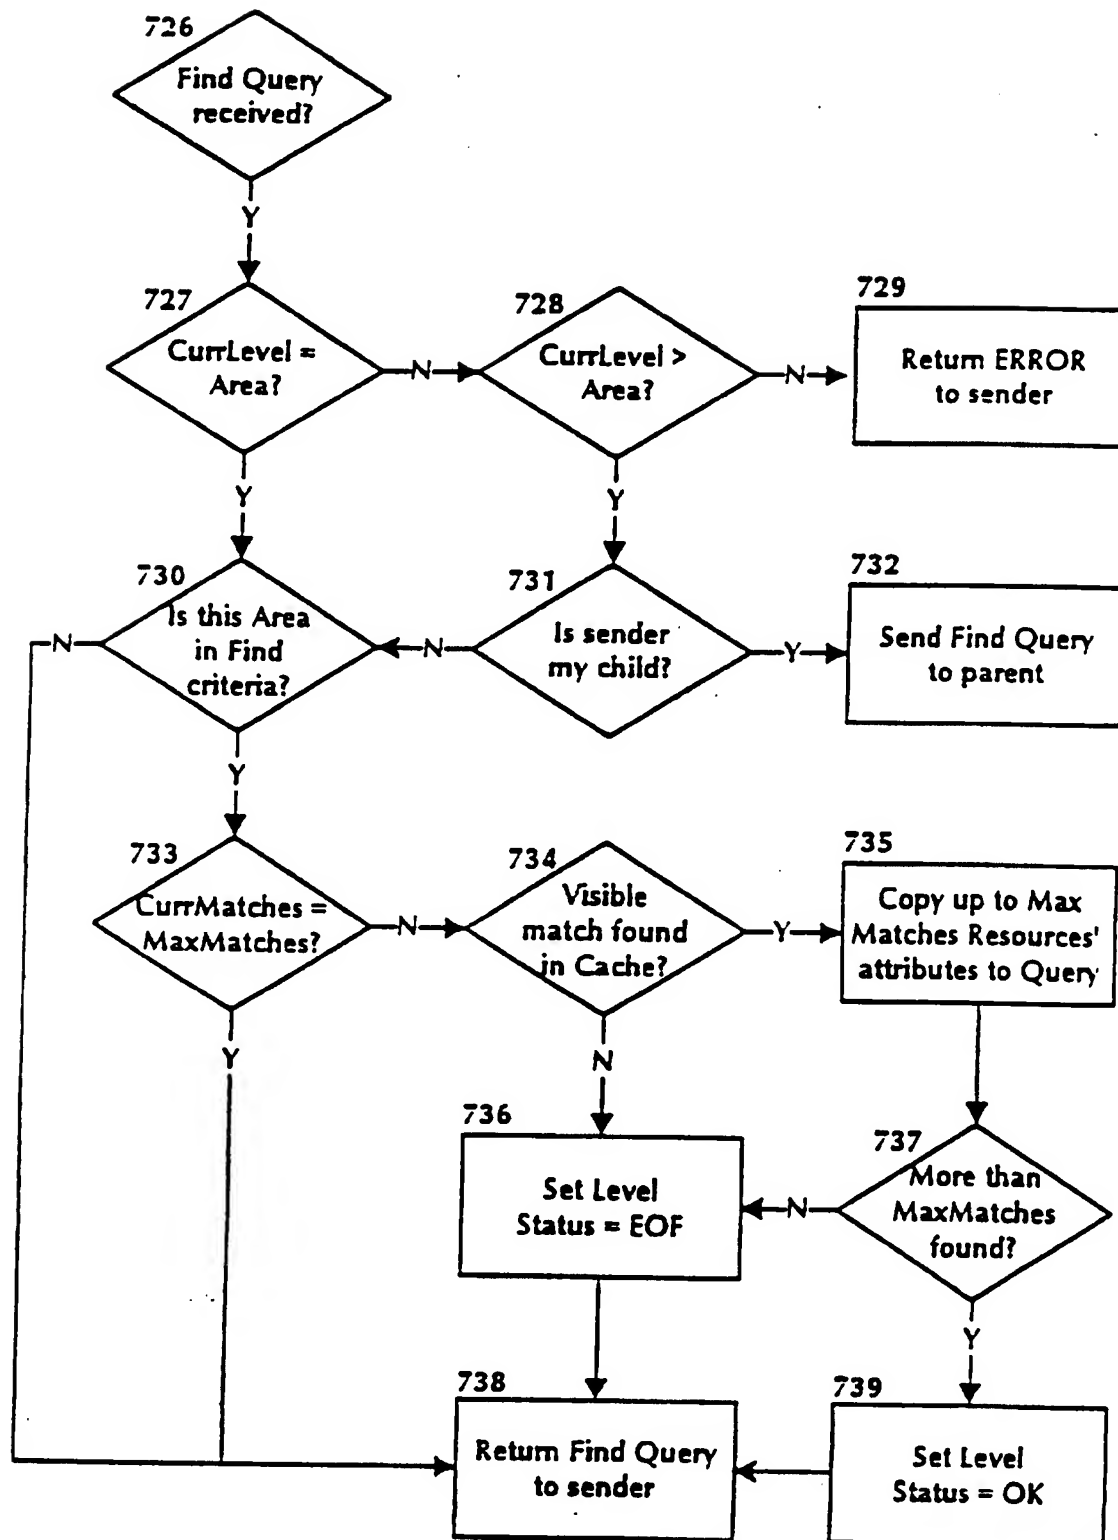 726
Find Query
received?
Y
727
CurrLevel =
Area?
N
728
CurrLevel >
Area?
N
729
Return ERROR
to sender
Y
Y
730
Is this Area
in Find
criteria?
N
N
731
Is sender
my child?
Y
732
Send Find Query
to parent
Y
733
CurrMatches =
MaxMatches?
N
734
Visible
match found
in Cache?
Y
735
Copy up to Max
Matches Resources'
attributes to Query
Y
N
736
Set Level
Status = EOF
N
737
More than
MaxMatches
found?
Y
738
Return Find Query
to sender
739
Set Level
Status = OK